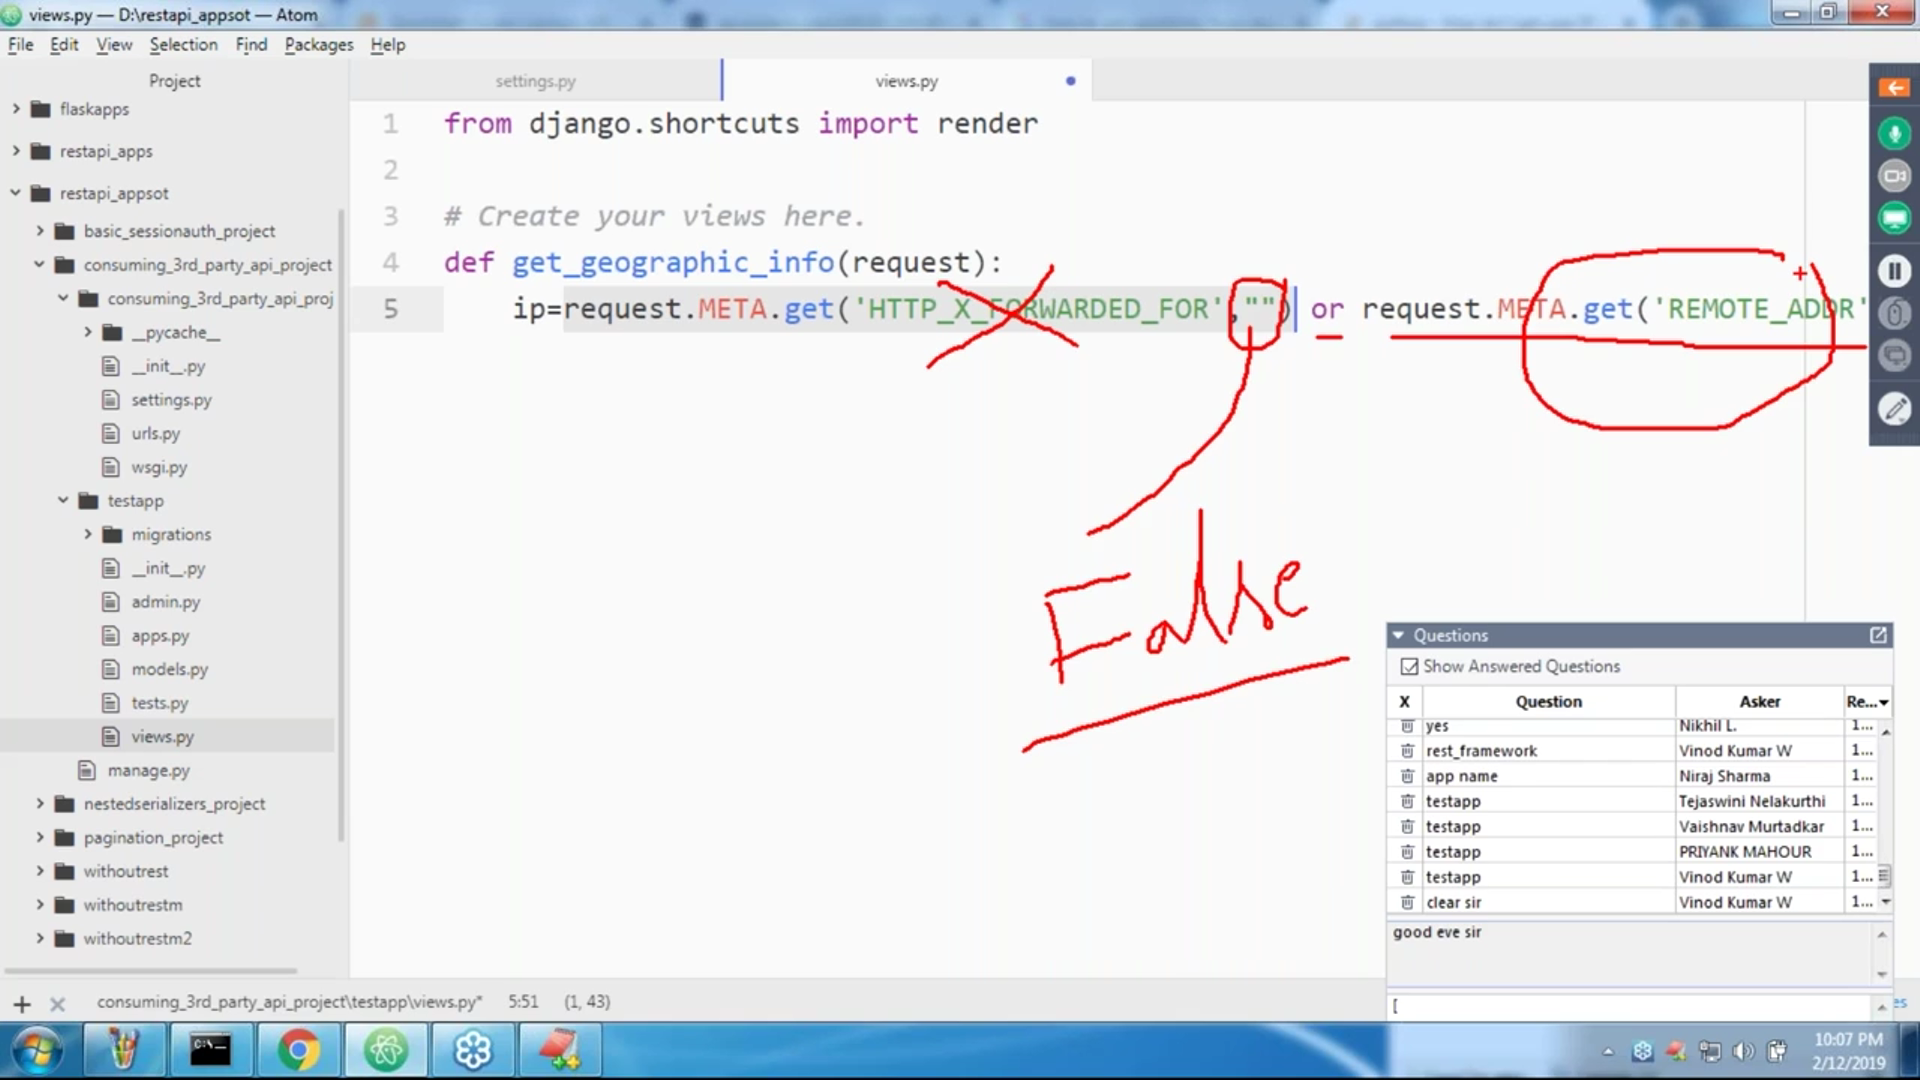 views.py — D:\restapi_appsot — Atom
File Edit View Selection Find Packages Help
Project
flaskapps
restapi_apps
restapi_appsot
basic_sessionauth_project
consuming_3rd_party_api_project
consuming_3rd_party_api_proj
__pycache__
__init__.py
settings.py
urls.py
wsgi.py
testapp
migrations
__init__.py
admin.py
apps.py
models.py
tests.py
views.py
manage.py
nestedserializers_project
pagination_project
withoutrest
withoutrestm
withoutrestm2
settings.py
views.py
1 from django.shortcuts import render
2
3 # Create your views here.
4 def get_geographic_info(request):
5 ip=request.META.get('HTTP_X_FORWARDED_FOR',"") or request.META.get('REMOTE_ADDR'
False
Questions
Show Answered Questions
X Question Asker Re...
yes Nikhil L. 1...
rest_framework Vinod Kumar W 1...
app name Niraj Sharma 1...
testapp Tejaswini Nelakurthi 1...
testapp Vaishnav Murtadkar 1...
testapp PRIYANK MAHOUR 1...
testapp Vinod Kumar W 1...
clear sir Vinod Kumar W 1...
good eve sir
[
consuming_3rd_party_api_project\testapp\views.py* 5:51 (1, 43)
es
C:\.
10:07 PM
2/12/2019